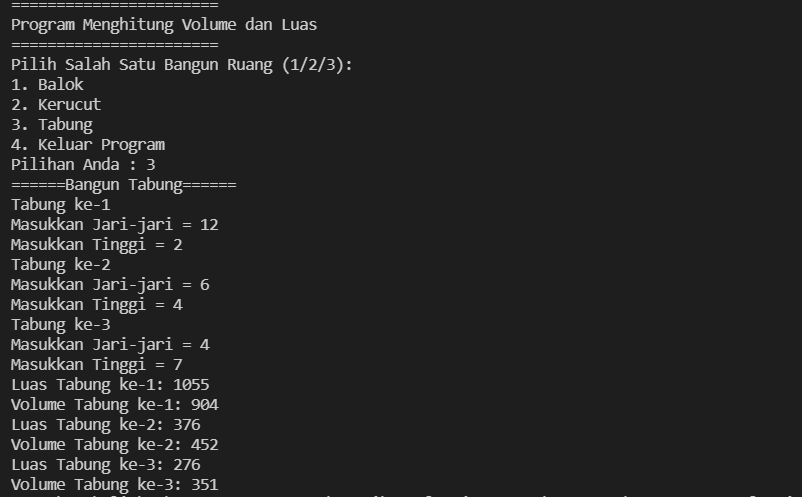 =======================
Program Menghitung Volume dan Luas
=======================
Pilih Salah Satu Bangun Ruang (1/2/3):
1. Balok
2. Kerucut
3. Tabung
4. Keluar Program
Pilihan Anda : 3
======Bangun Tabung======
Tabung ke-1
Masukkan Jari-jari = 12
Masukkan Tinggi = 2
Tabung ke-2
Masukkan Jari-jari = 6
Masukkan Tinggi = 4
Tabung ke-3
Masukkan Jari-jari = 4
Masukkan Tinggi = 7
Luas Tabung ke-1: 1055
Volume Tabung ke-1: 904
Luas Tabung ke-2: 376
Volume Tabung ke-2: 452
Luas Tabung ke-3: 276
Volume Tabung ke-3: 351